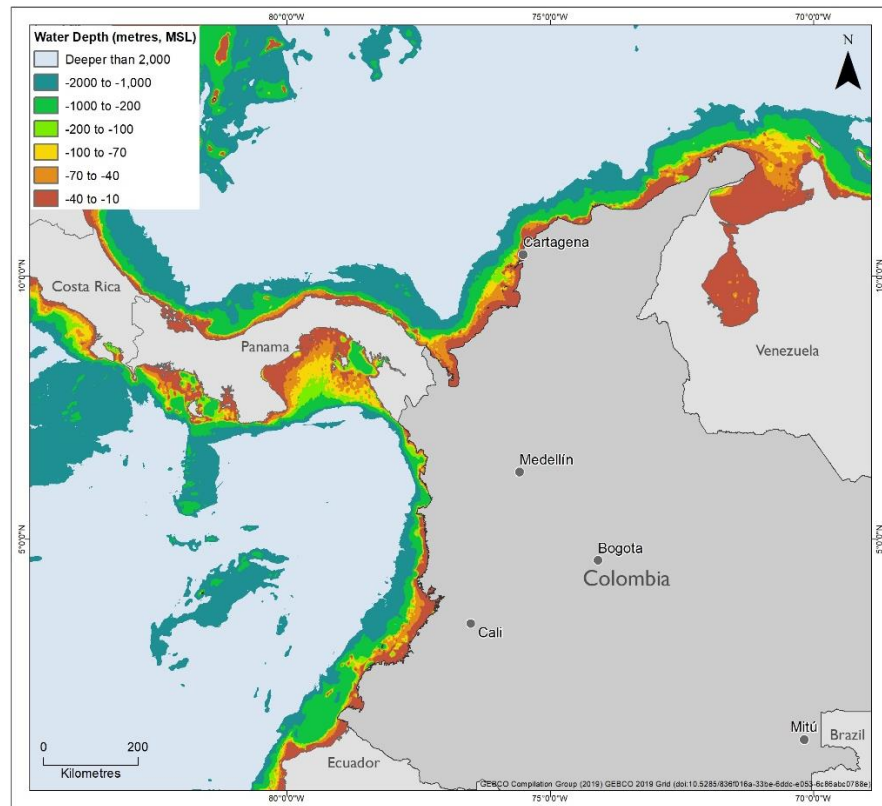 80°0'0"W
75°0'0"W
70°0'0"W
Water Depth (metres, MSL)
Deeper than 2,000
-2000 to -1,000
-1000 to -200
-200 to -100
-100 to -70
-70 to -40
-40 to -10
N
Cartagena
10°0'0"N
10°0'0"N
Costa Rica
Panama
Venezuela
Medellín
5°0'0"N
5°0'0"N
Bogota
Colombia
Cali
0 200
Kilometres
Mitú
Brazil
Ecuador
80°0'0"W
75°0'0"W
70°0'0"W